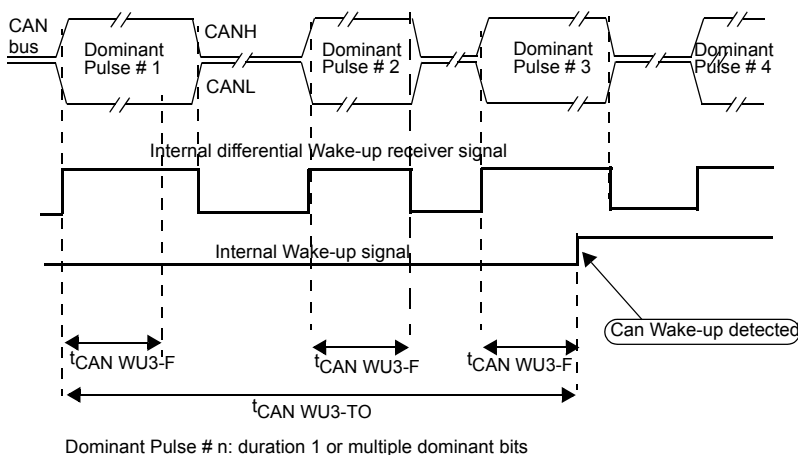 CAN
bus
Dominant
Pulse # 1
CANH
CANL
Dominant
Pulse # 2
Dominant
Pulse # 3
Dominant
Pulse # 4
Internal differential Wake-up receiver signal
Internal Wake-up signal
Can Wake-up detected
tCAN WU3-F
tCAN WU3-F
tCAN WU3-F
tCAN WU3-TO
Dominant Pulse # n: duration 1 or multiple dominant bits